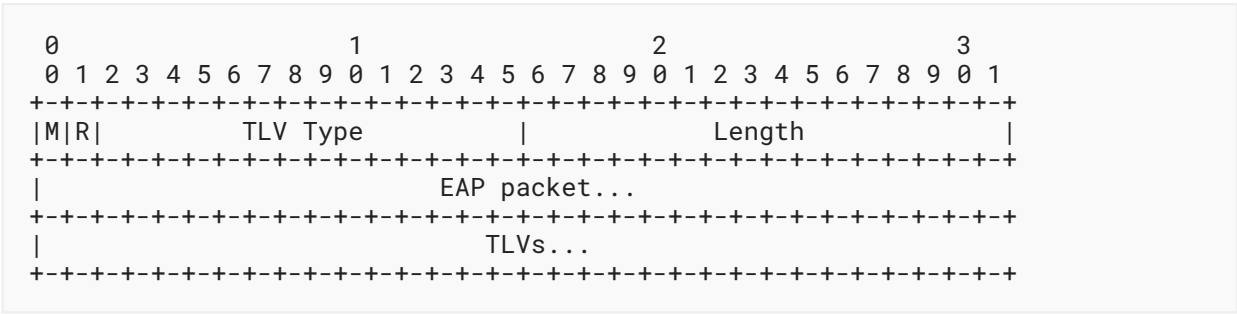 0                   1                   2                   3
 0 1 2 3 4 5 6 7 8 9 0 1 2 3 4 5 6 7 8 9 0 1 2 3 4 5 6 7 8 9 0 1
+-+-+-+-+-+-+-+-+-+-+-+-+-+-+-+-+-+-+-+-+-+-+-+-+-+-+-+-+-+-+-+-+
|M|R|         TLV Type          |            Length             |
+-+-+-+-+-+-+-+-+-+-+-+-+-+-+-+-+-+-+-+-+-+-+-+-+-+-+-+-+-+-+-+-+
|                          EAP packet...
+-+-+-+-+-+-+-+-+-+-+-+-+-+-+-+-+-+-+-+-+-+-+-+-+-+-+-+-+-+-+-+-+
|                             TLVs...
+-+-+-+-+-+-+-+-+-+-+-+-+-+-+-+-+-+-+-+-+-+-+-+-+-+-+-+-+-+-+-+-+